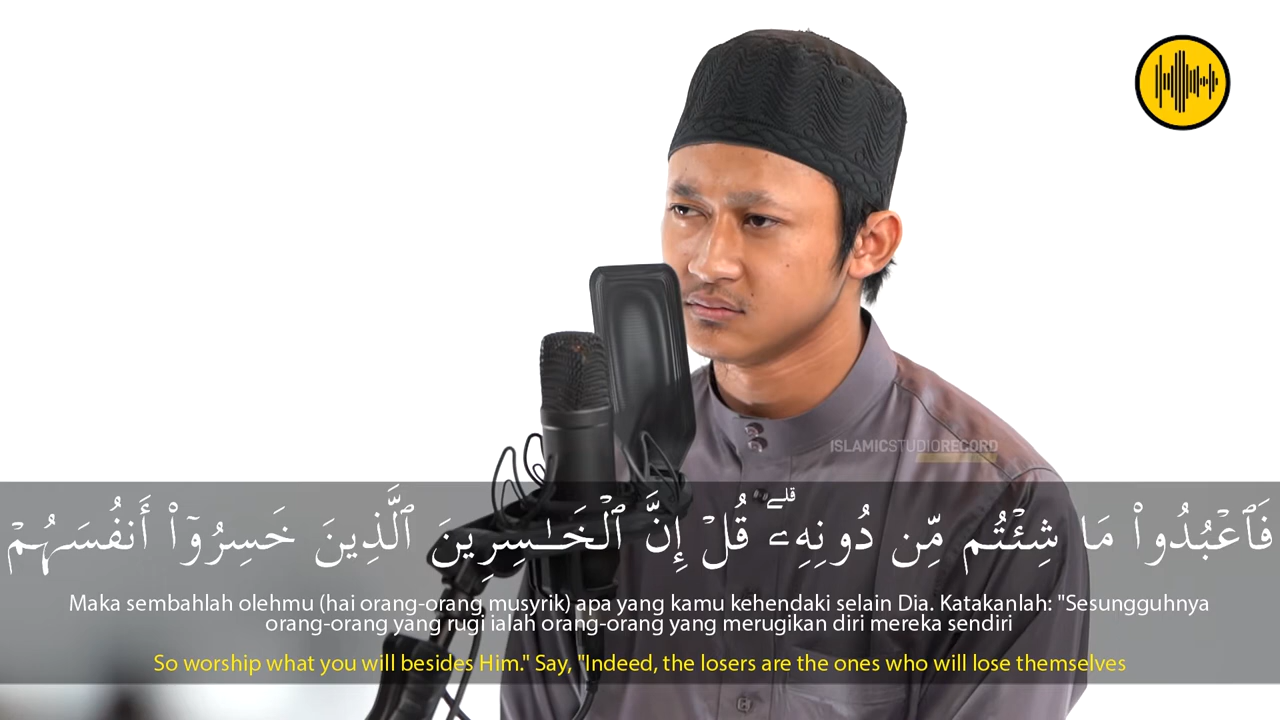 ISLAMICSTUDIORECORD
فَٱعْبُدُوا۟ مَا شِئْتُم مِّن دُونِهِۦ ۗ قُلْ إِنَّ ٱلْخَـٰسِرِينَ ٱلَّذِينَ خَسِرُوٓا۟ أَنفُسَهُمْ
Maka sembahlah olehmu (hai orang-orang musyrik) apa yang kamu kehendaki selain Dia. Katakanlah: "Sesungguhnya
orang-orang yang rugi ialah orang-orang yang merugikan diri mereka sendiri
So worship what you will besides Him." Say, "Indeed, the losers are the ones who will lose themselves